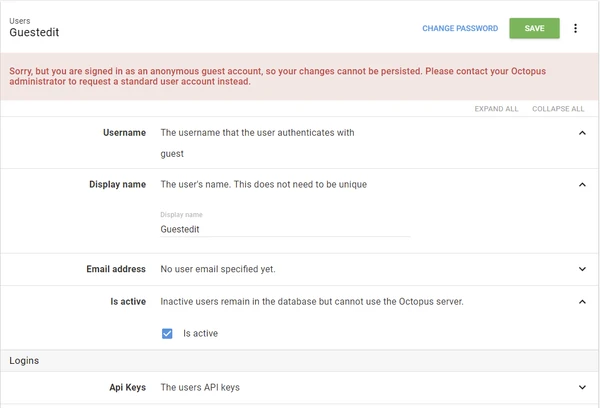 Users
Guestedit
CHANGE PASSWORD
SAVE
Sorry, but you are signed in as an anonymous guest account, so your changes cannot be persisted. Please contact your Octopus
administrator to request a standard user account instead.
EXPAND ALL
COLLAPSE ALL
Username
The username that the user authenticates with
guest
Display name
The user's name. This does not need to be unique
Display name
Guestedit
Email address
No user email specified yet.
Is active
Inactive users remain in the database but cannot use the Octopus server.
Is active
Logins
Api Keys
The users API keys